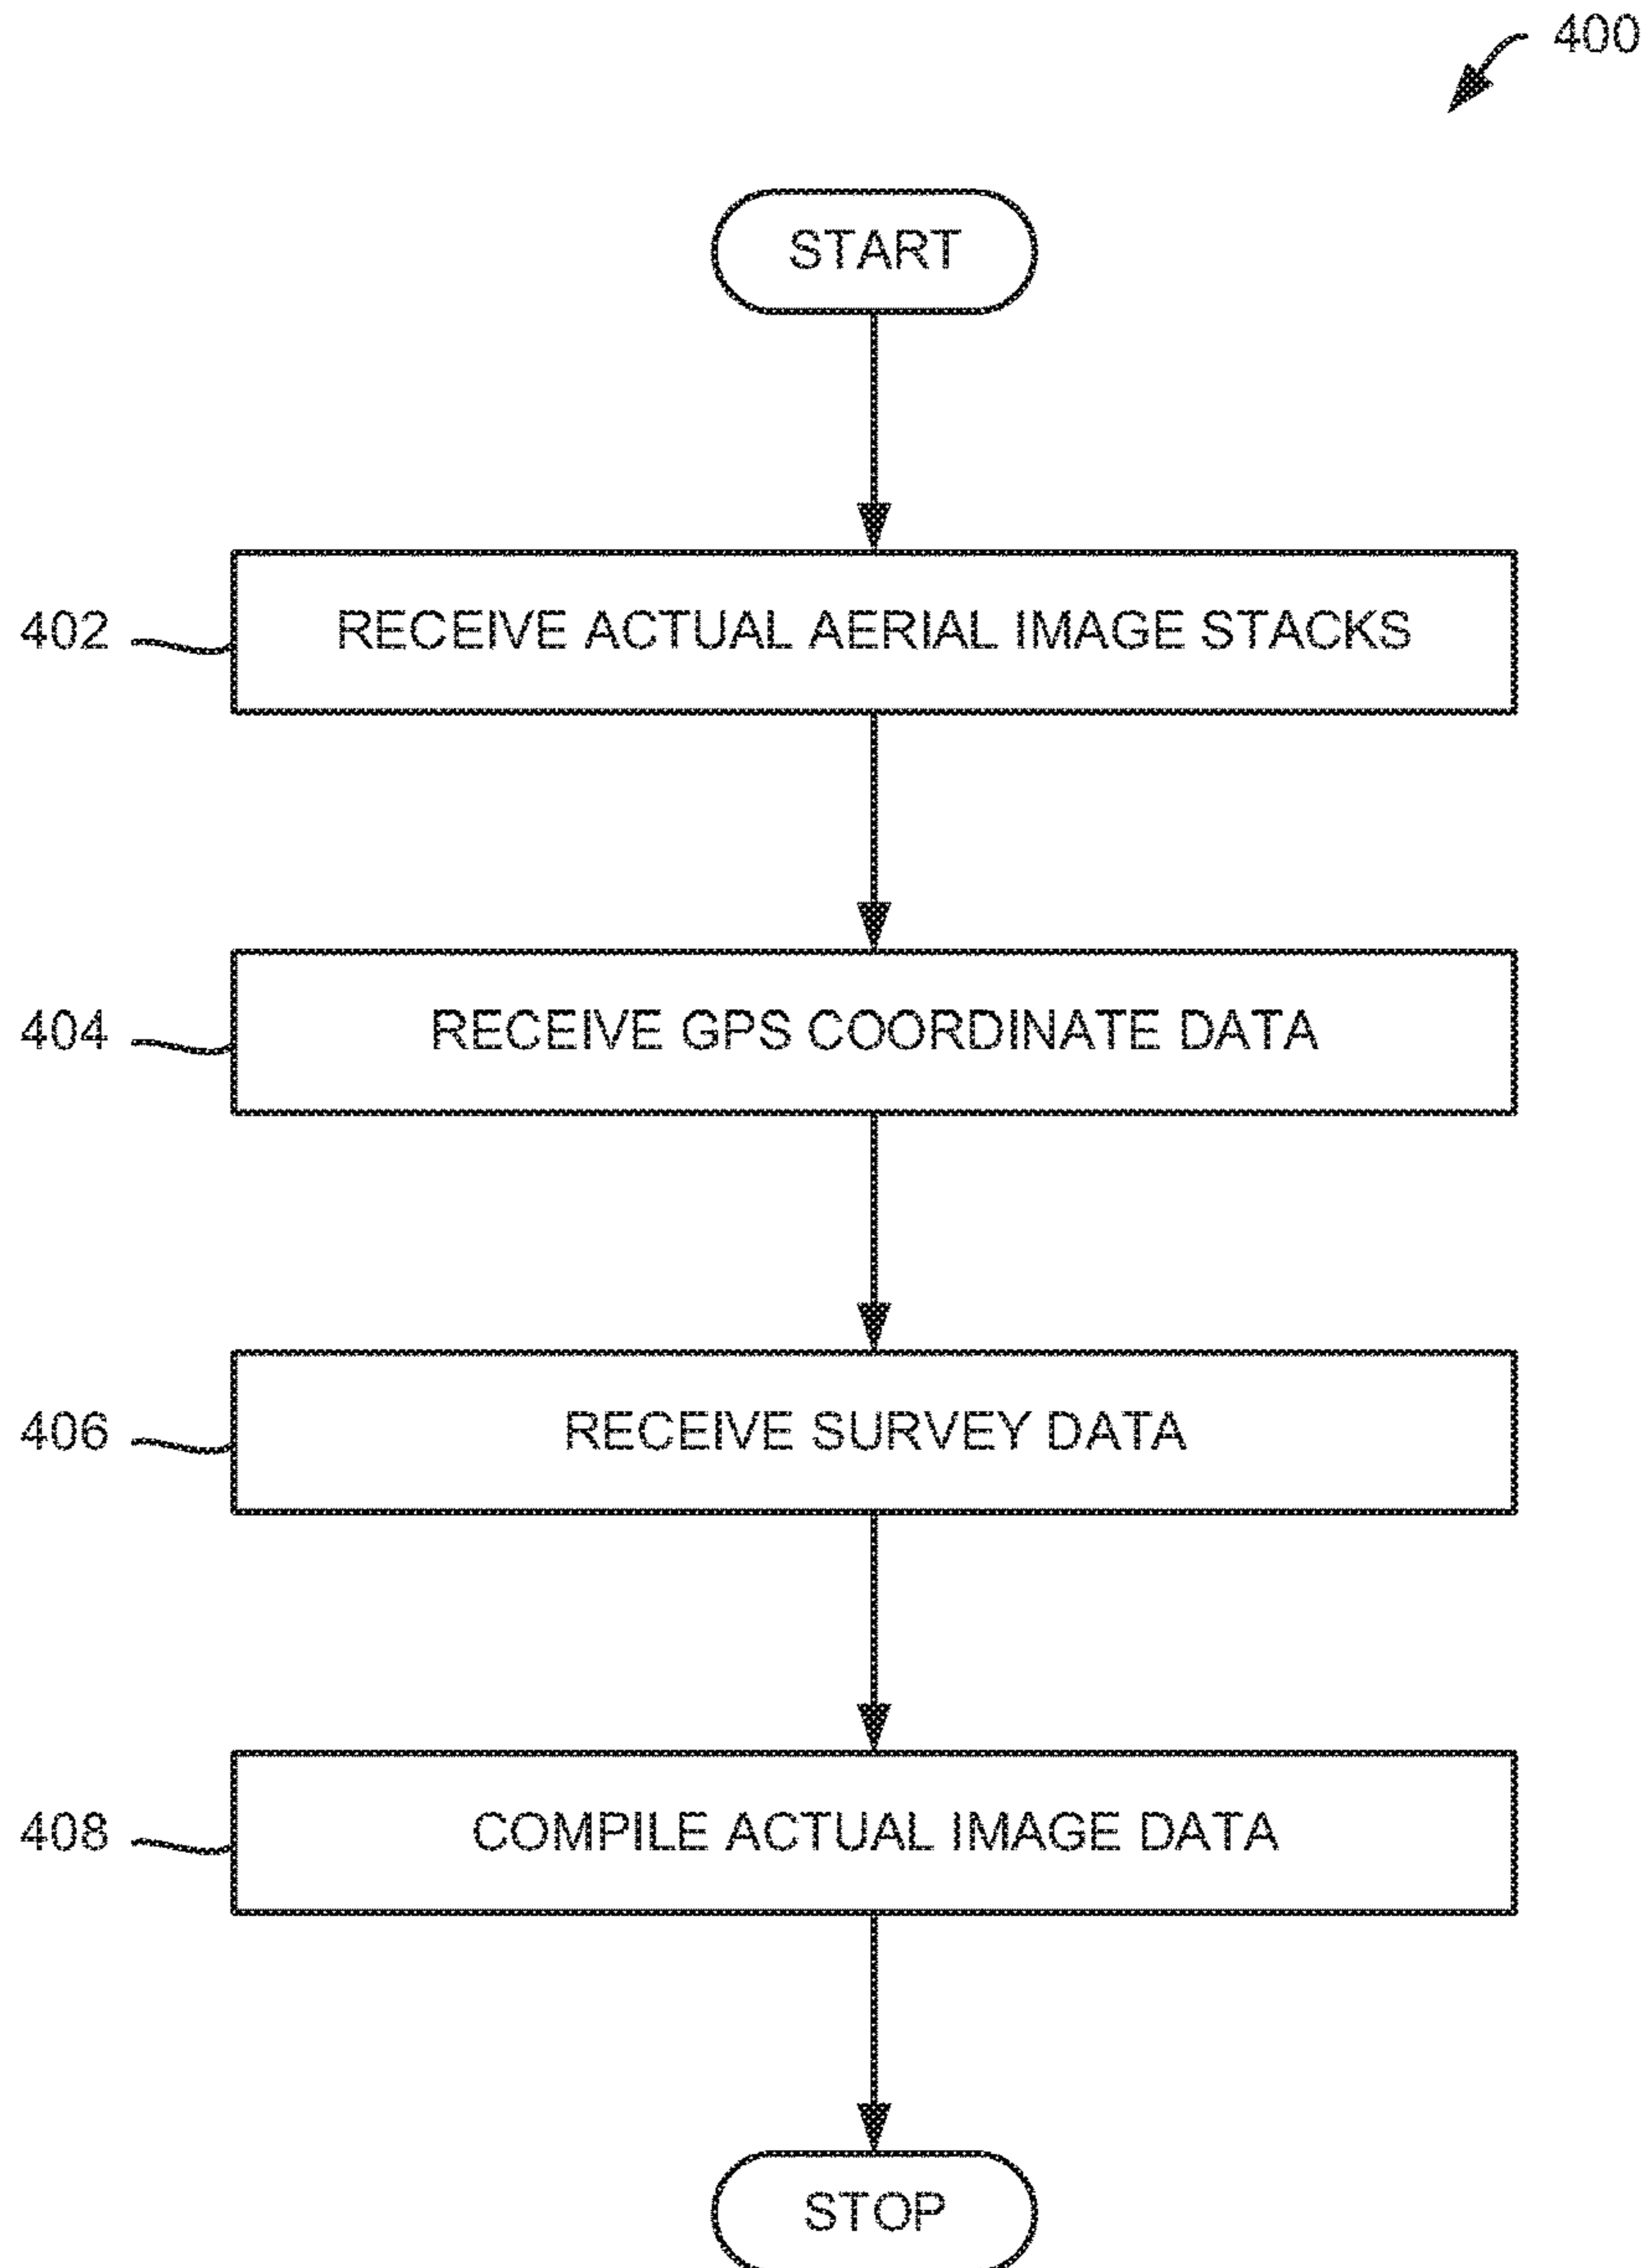 400
START
402 RECEIVE ACTUAL AERIAL IMAGE STACKS
404 RECEIVE GPS COORDINATE DATA
406 RECEIVE SURVEY DATA
408 COMPILE ACTUAL IMAGE DATA
STOP